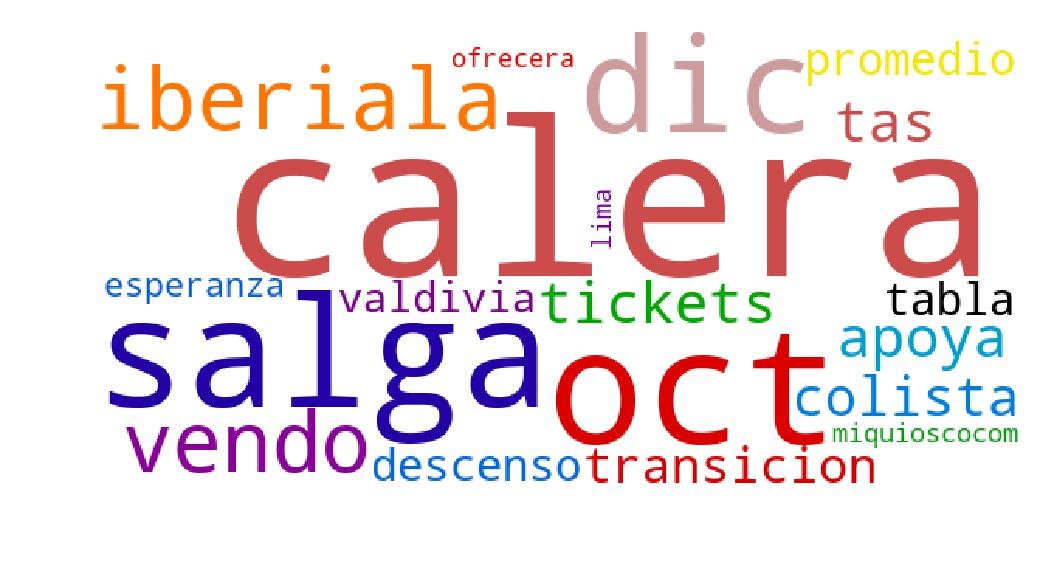 ofrecera
dic
promedio
iberiala
tas
calera
lima
esperanza
valdivia
tickets
tabla
salga
oct
apoya
colista
vendo
miquioscocom
descenso
transicion